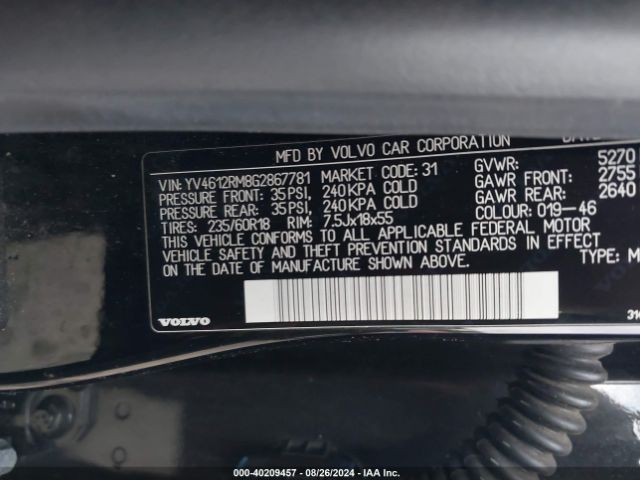 MFD BY VOLVO CAR CORPORATION
VIN: YV4612RM8G2867781 MARKET CODE: 31 GVWR: 5270
PRESSURE FRONT: 35 PSI, 240 KPA COLD GAWR FRONT: 2755
PRESSURE REAR: 35 PSI, 240 KPA COLD GAWR REAR: 2640
TIRES: 235/60R18 RIM: 7.5Jx18x55 COLOUR: 019-46
THIS VEHICLE CONFORMS TO ALL APPLICABLE FEDERAL MOTOR
VEHICLE SAFETY AND THEFT PREVENTION STANDARDS IN EFFECT
ON THE DATE OF MANUFACTURE SHOWN ABOVE. TYPE: M
VOLVO
000-40209457 - 08/26/2024 - IAA Inc.